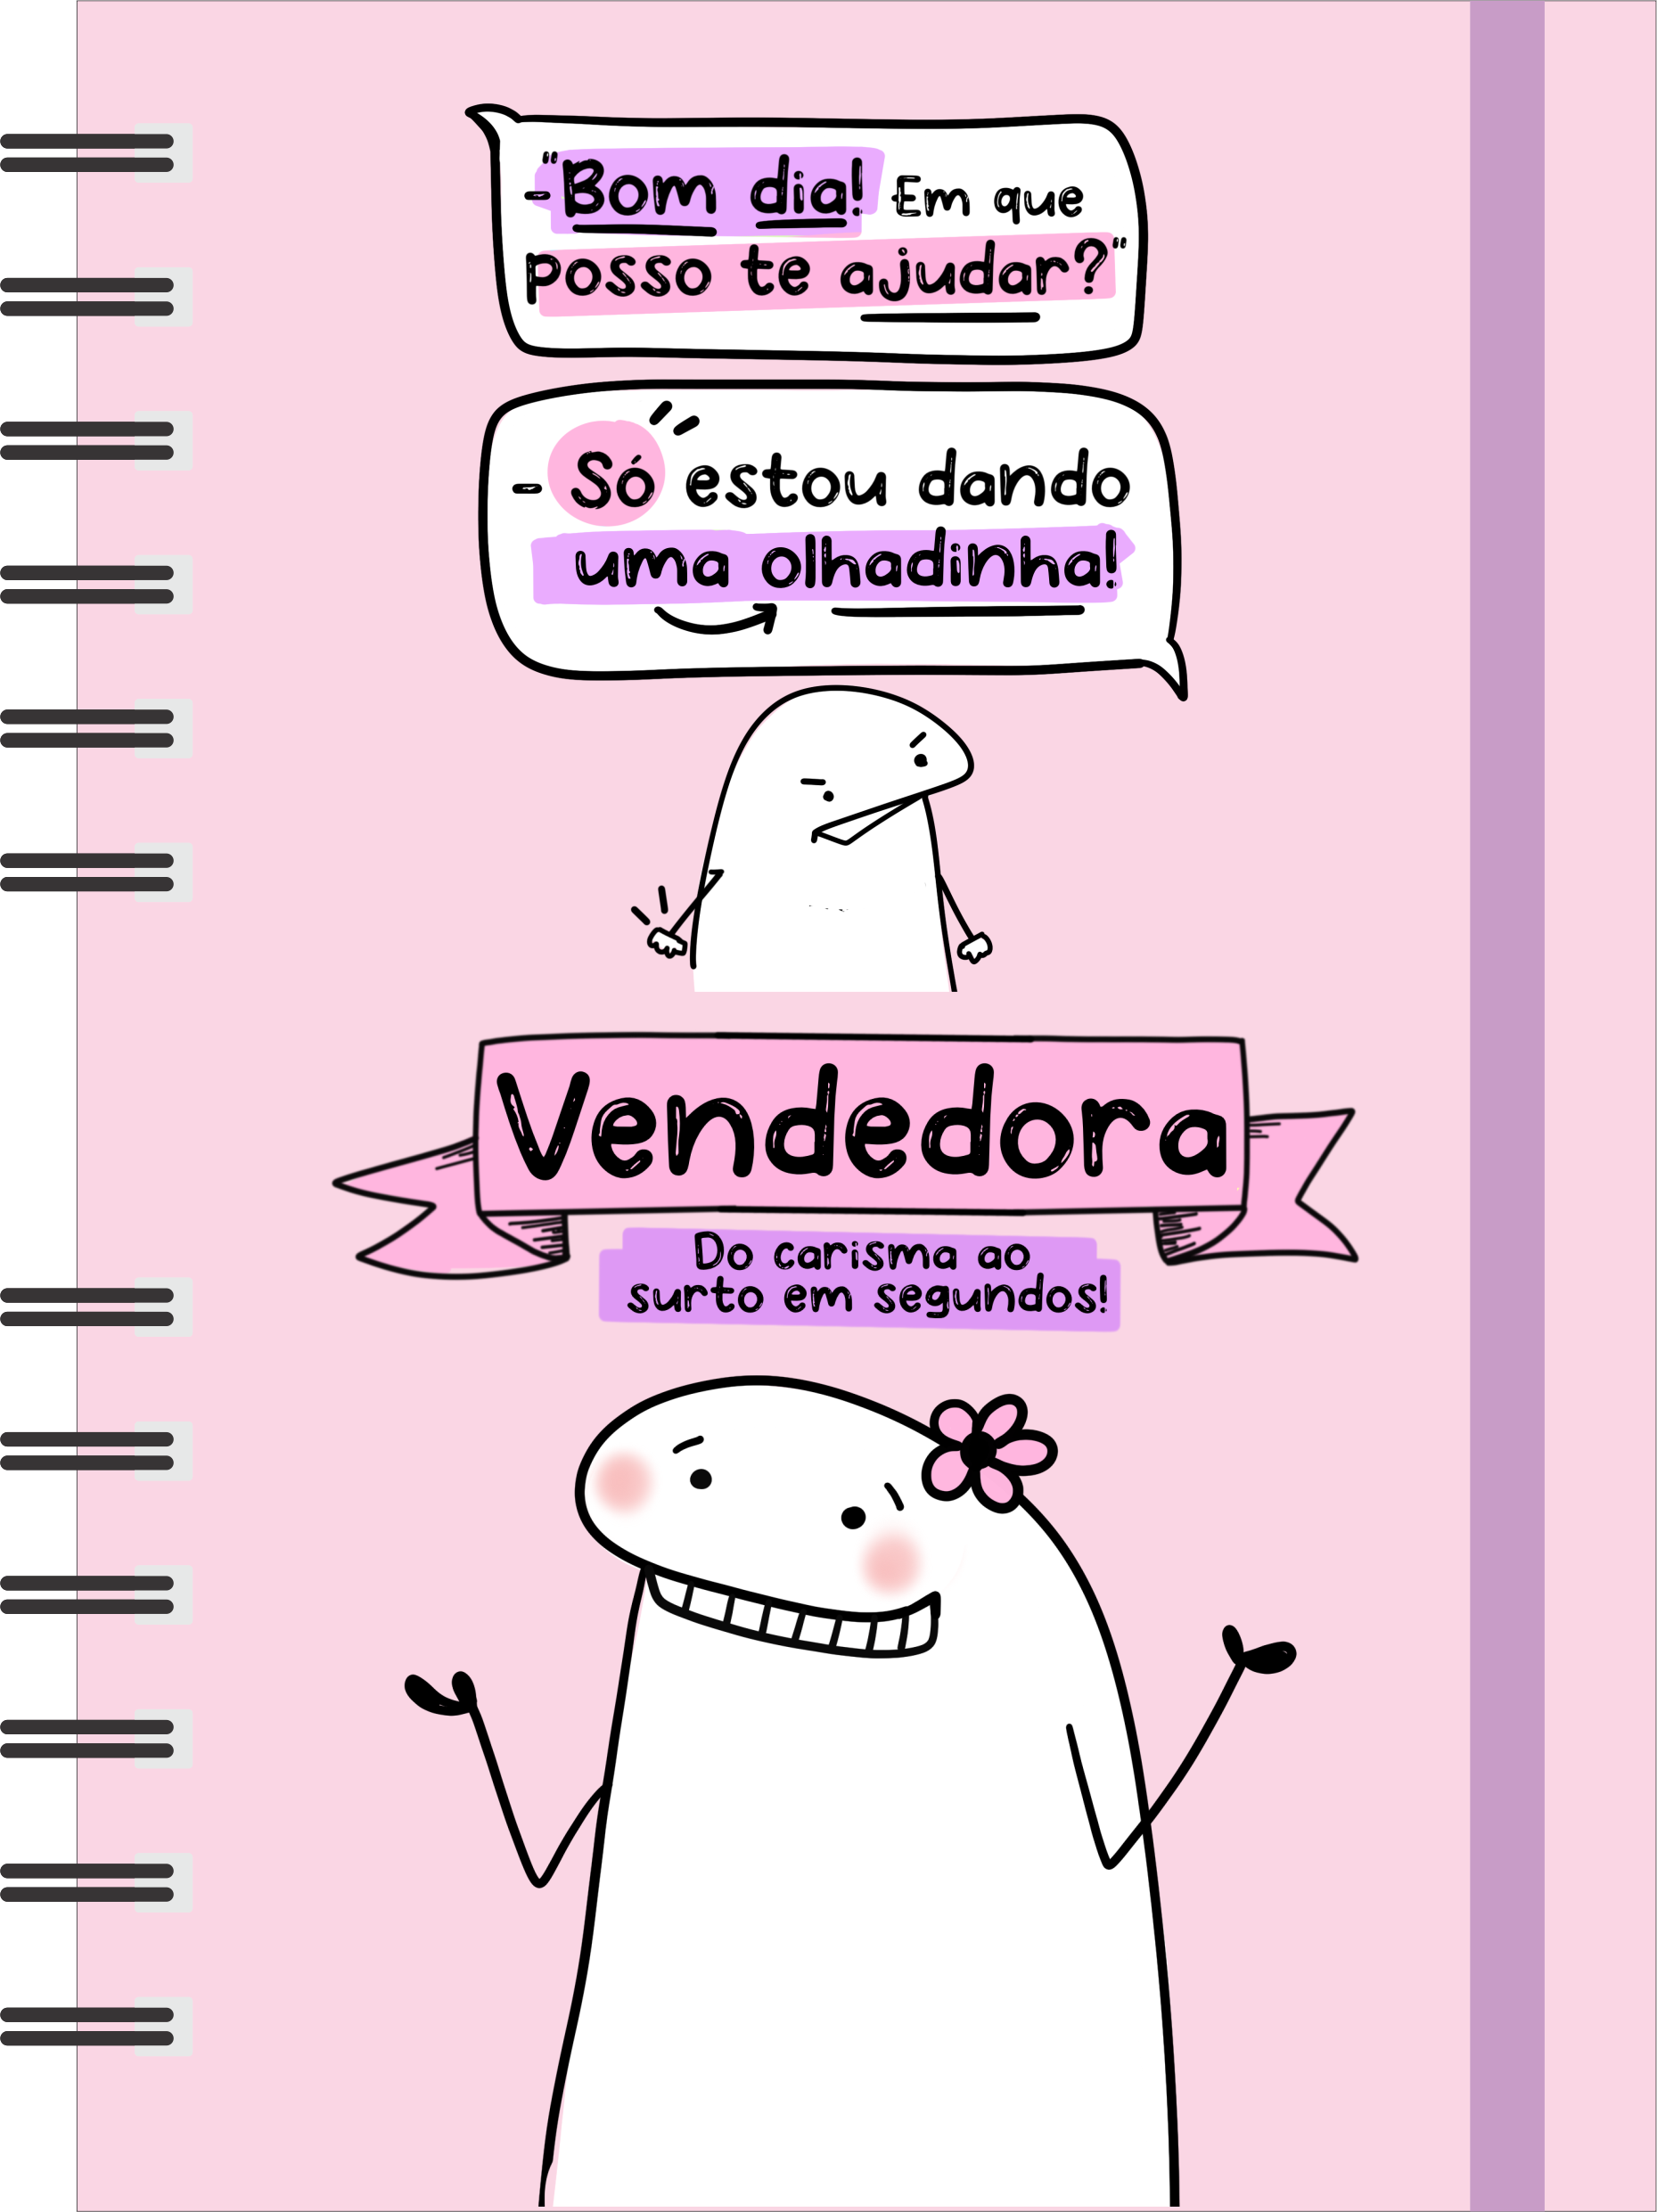 -"Bom dia! Em que
posso te ajudar?"
- Só estou dando
uma olhadinha!
Vendedora
Do carisma ao
surto em segundos!